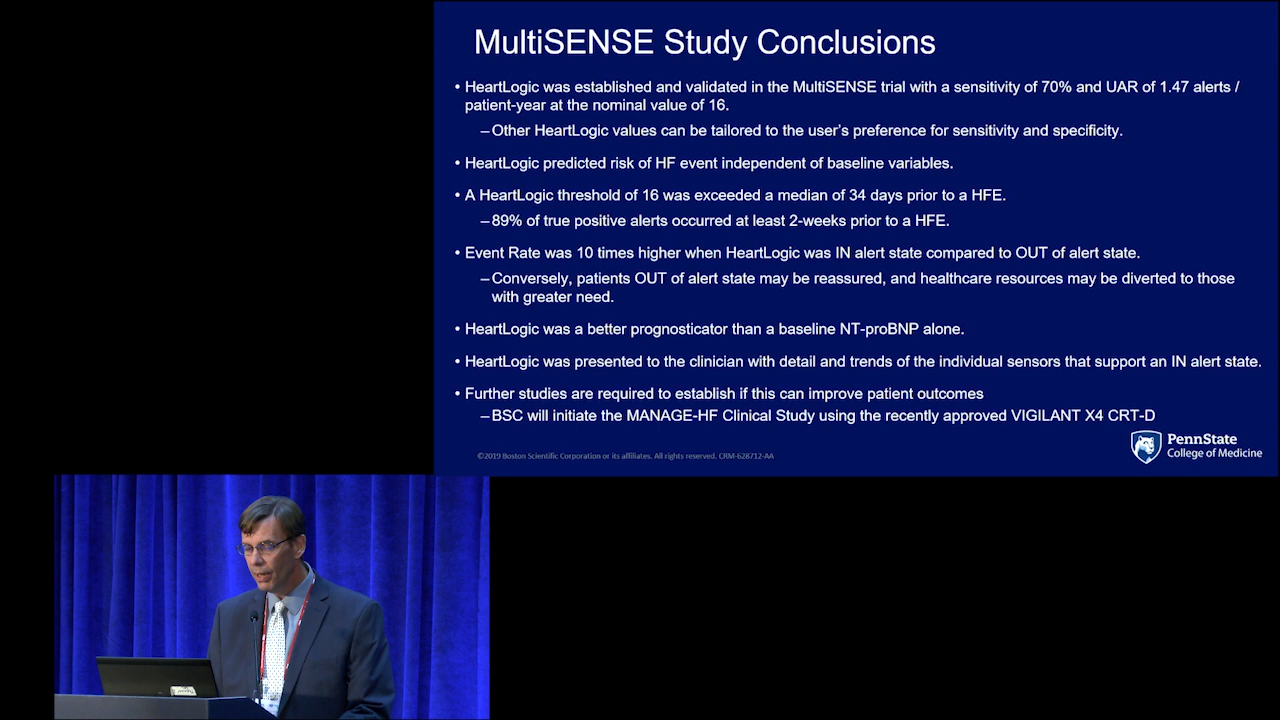 MultiSENSE Study Conclusions
• HeartLogic was established and validated in the MultiSENSE trial with a sensitivity of 70% and UAR of 1.47 alerts /
patient-year at the nominal value of 16.
–Other HeartLogic values can be tailored to the user's preference for sensitivity and specificity.
• HeartLogic predicted risk of HF event independent of baseline variables.
• A HeartLogic threshold of 16 was exceeded a median of 34 days prior to a HFE.
–89% of true positive alerts occurred at least 2-weeks prior to a HFE.
• Event Rate was 10 times higher when HeartLogic was IN alert state compared to OUT of alert state.
–Conversely, patients OUT of alert state may be reassured, and healthcare resources may be diverted to those
with greater need.
• HeartLogic was a better prognosticator than a baseline NT-proBNP alone.
• HeartLogic was presented to the clinician with detail and trends of the individual sensors that support an IN alert state.
• Further studies are required to establish if this can improve patient outcomes
–BSC will initiate the MANAGE-HF Clinical Study using the recently approved VIGILANT X4 CRT-D
©2019 Boston Scientific Corporation or its affiliates. All rights reserved. CRM-628712-AA
PennState
College of Medicine